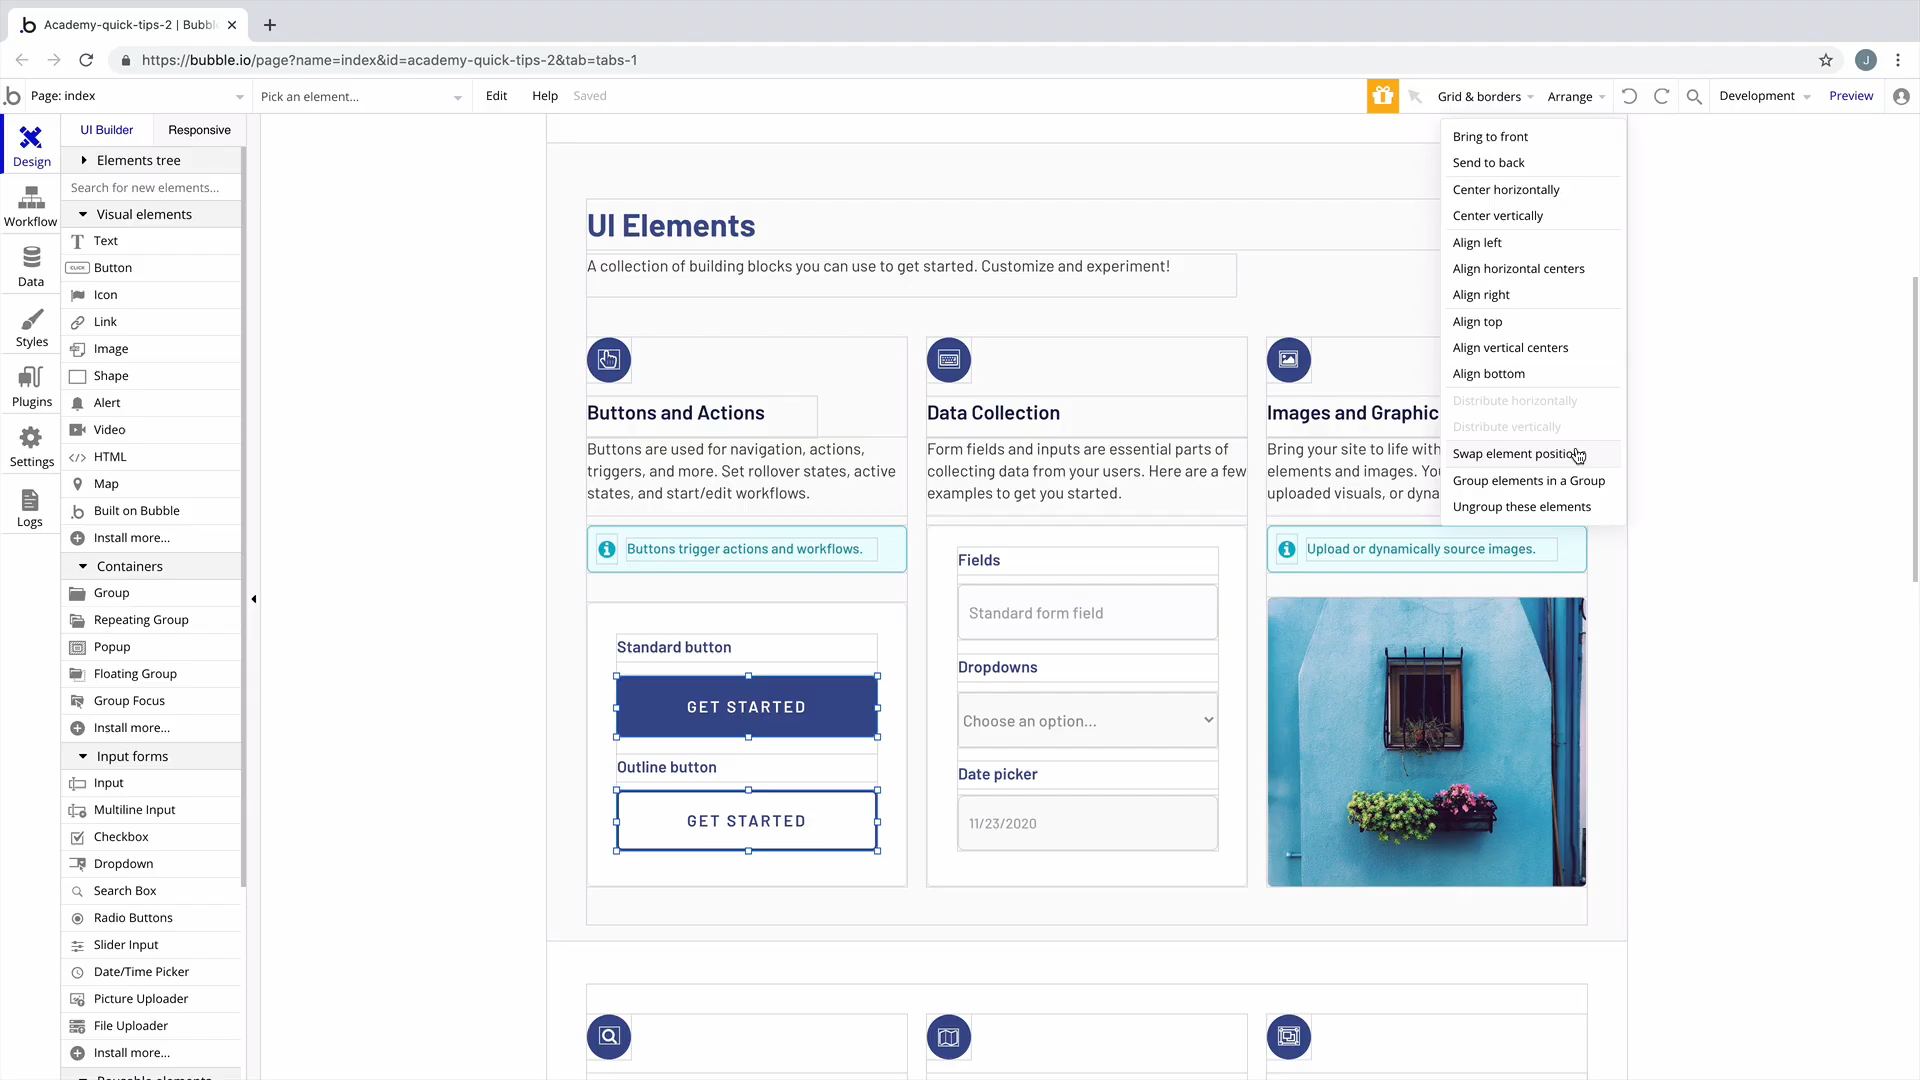 Academy-quick-tips-2 | Bubbl
https://bubble.io/page?name=index&id=academy-quick-tips-2&tab=tabs-1
J
Page: index
Pick an element...
Edit
Help
Saved
Grid & borders
Arrange
Development
Preview
Design
Workflow
Data
Styles
Plugins
Settings
Logs
UI Builder
Responsive
Elements tree
Search for new elements...
Visual elements
Text
CLICK
Button
Icon
Link
Image
Shape
Alert
Video
HTML
Map
Built on Bubble
Install more...
Containers
Group
Repeating Group
Popup
Floating Group
Group Focus
Install more...
Input forms
Input
Multiline Input
Checkbox
Dropdown
Search Box
Radio Buttons
Slider Input
Date/Time Picker
Picture Uploader
File Uploader
Install more...
Reusable elements
UI Elements
A collection of building blocks you can use to get started. Customize and experiment!
Buttons and Actions
Buttons are used for navigation, actions,
triggers, and more. Set rollover states, active
states, and start/edit workflows.
Buttons trigger actions and workflows.
Standard button
GET STARTED
Outline button
GET STARTED
Data Collection
Form fields and inputs are essential parts of
collecting data from your users. Here are a few
examples to get you started.
Fields
Standard form field
Dropdowns
Choose an option...
Date picker
11/23/2020
Images and Graphic
Bring your site to life with
elements and images. You
uploaded visuals, or dyna
Upload or dynamically source images.
Bring to front
Send to back
Center horizontally
Center vertically
Align left
Align horizontal centers
Align right
Align top
Align vertical centers
Align bottom
Distribute horizontally
Distribute vertically
Swap element positions
Group elements in a Group
Ungroup these elements